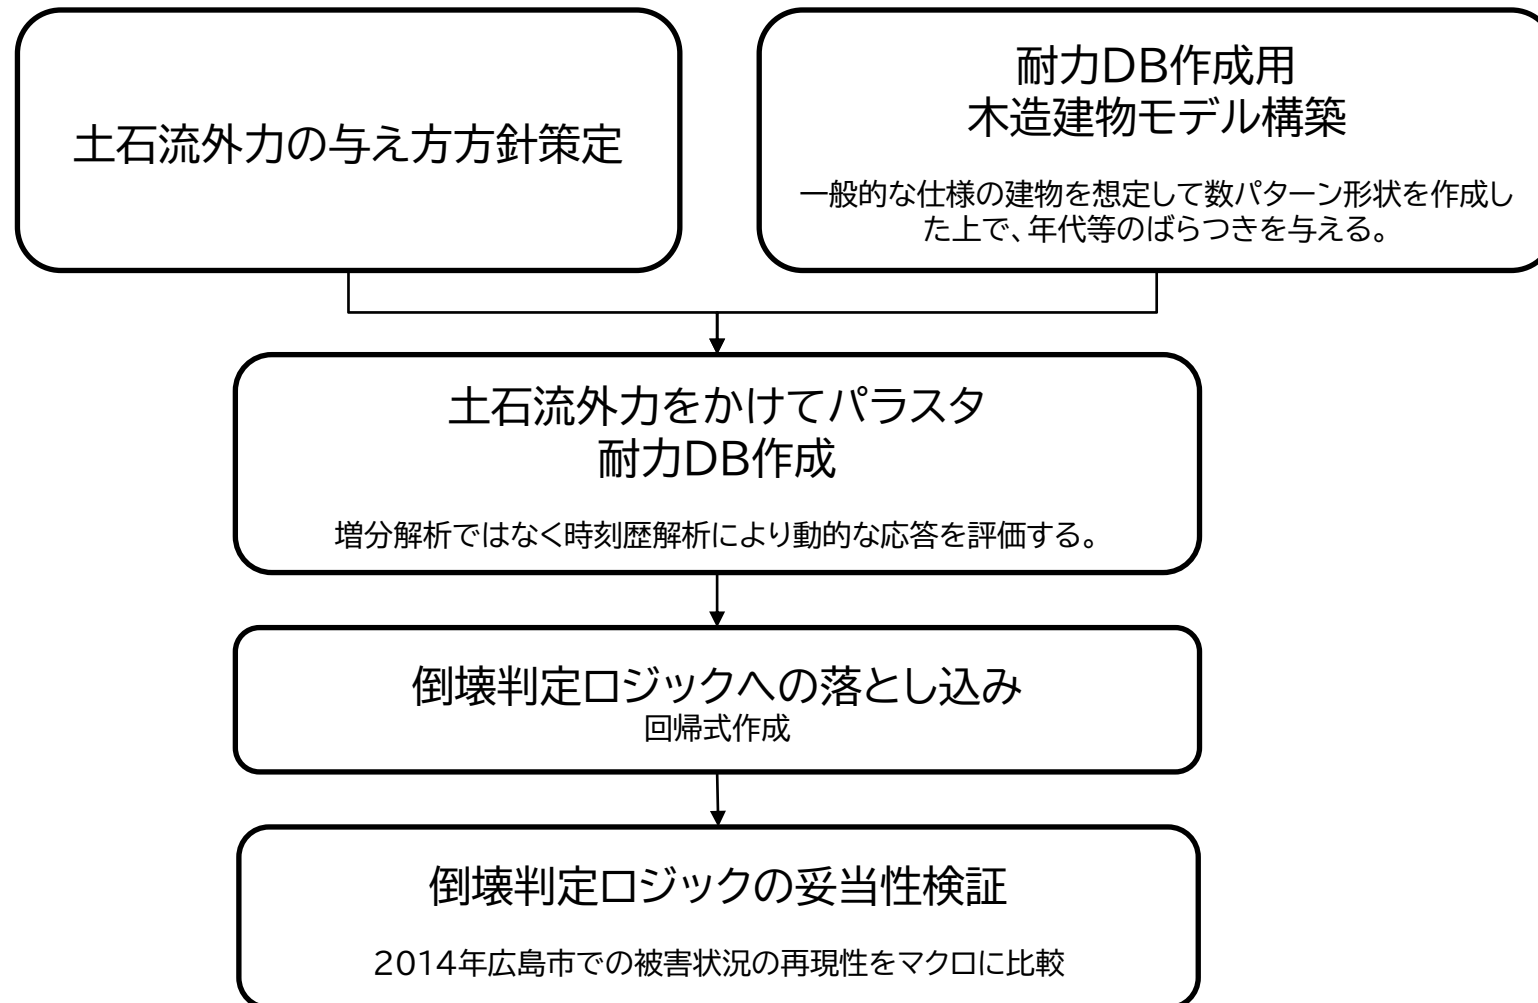 土石流外力の与え方方針策定
耐力DB作成用
木造建物モデル構築
一般的な仕様の建物を想定して数パターン形状を作成し
た上で、年代等のばらつきを与える。
土石流外力をかけてパラスタ
耐力DB作成
増分解析ではなく時刻歴解析により動的な応答を評価する。
倒壊判定ロジックへの落とし込み
回帰式作成
倒壊判定ロジックの妥当性検証
2014年広島市での被害状況の再現性をマクロに比較